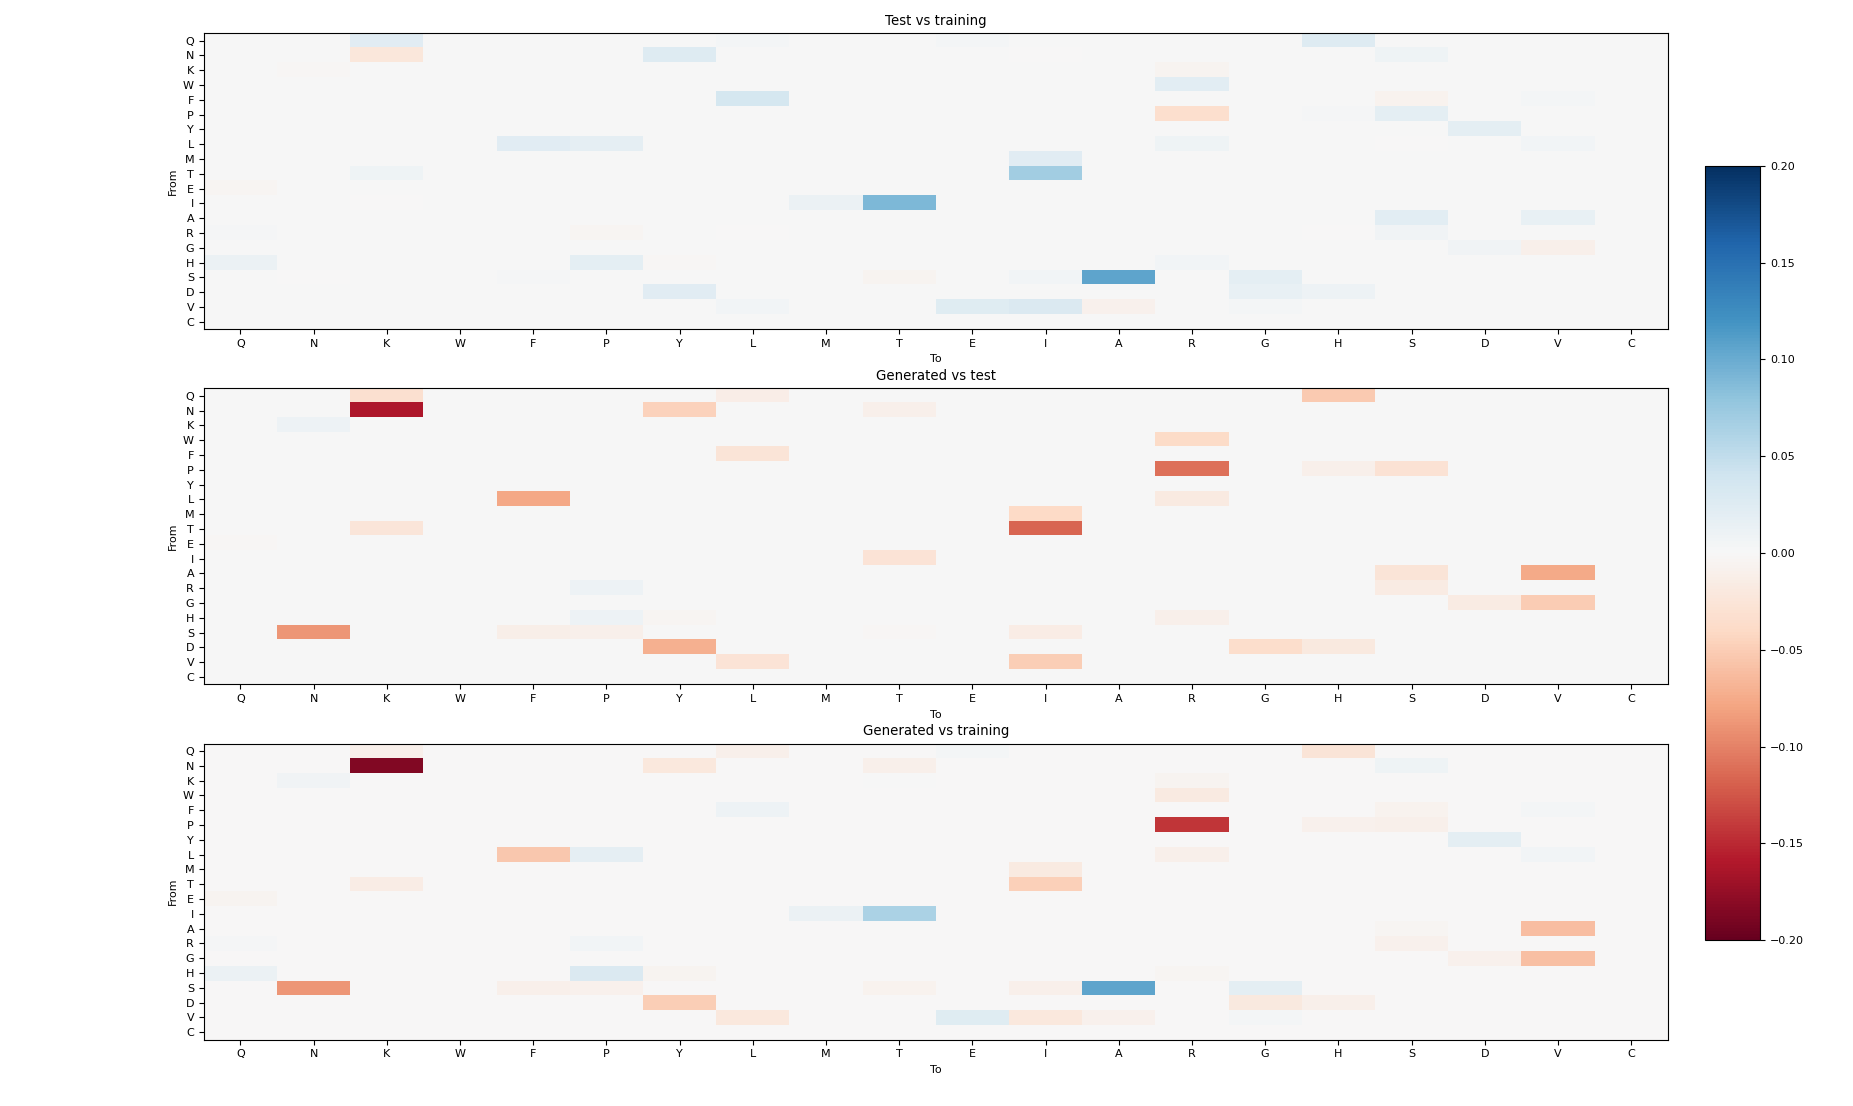 Test vs training
From
Q
N
K
W
F
P
Y
L
M
T
E
I
A
R
G
H
S
D
V
C
Q N K W F P Y L M T E I A R G H S D V C
To
Generated vs test
From
Q
N
K
W
F
P
Y
L
M
T
E
I
A
R
G
H
S
D
V
C
Q N K W F P Y L M T E I A R G H S D V C
To
Generated vs training
From
Q
N
K
W
F
P
Y
L
M
T
E
I
A
R
G
H
S
D
V
C
Q N K W F P Y L M T E I A R G H S D V C
To
0.20
0.15
0.10
0.05
0.00
−0.05
−0.10
−0.15
−0.20